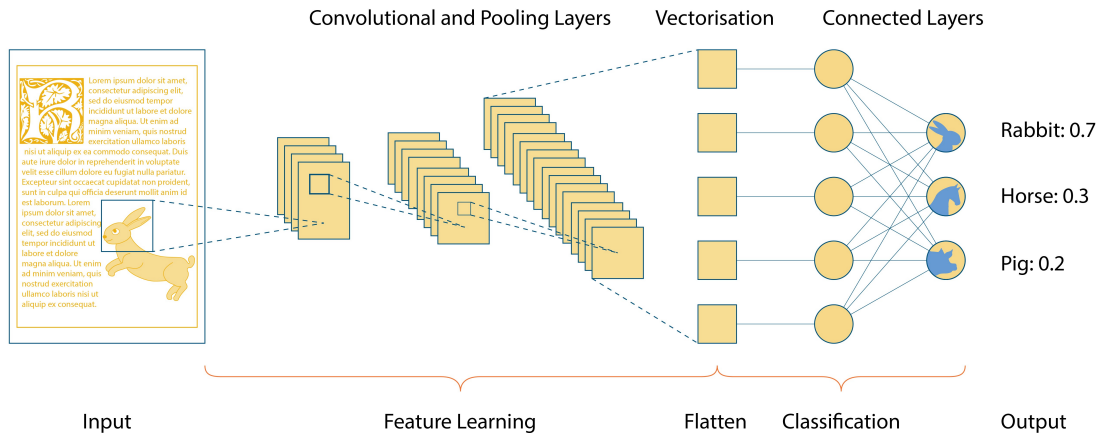 Convolutional and Pooling Layers
Vectorisation
Connected Layers
R
Lorem ipsum dolor sit amet,
consectetur adipiscing elit,
sed do eiusmod tempor
incididunt ut labore et dolore
magna aliqua. Ut enim ad
minim veniam, quis nostrud
exercitation ullamco laboris
nisi ut aliquip ex ea commodo consequat. Duis
aute irure dolor in reprehenderit in voluptate
velit esse cillum dolore eu fugiat nulla pariatur.
Excepteur sint occaecat cupidatat non proident,
sunt in culpa qui officia deserunt mollit anim id
est laborum. Lorem
ipsum dolor sit amet,
consectetur adipiscing
elit, sed do eiusmod
tempor incididunt ut
labore et dolore
magna aliqua. Ut enim
ad minim veniam, quis
nostrud exercitation
ullamco laboris nisi ut
aliquip ex consequat.
Rabbit: 0.7
Horse: 0.3
Pig: 0.2
Input
Feature Learning
Flatten
Classification
Output